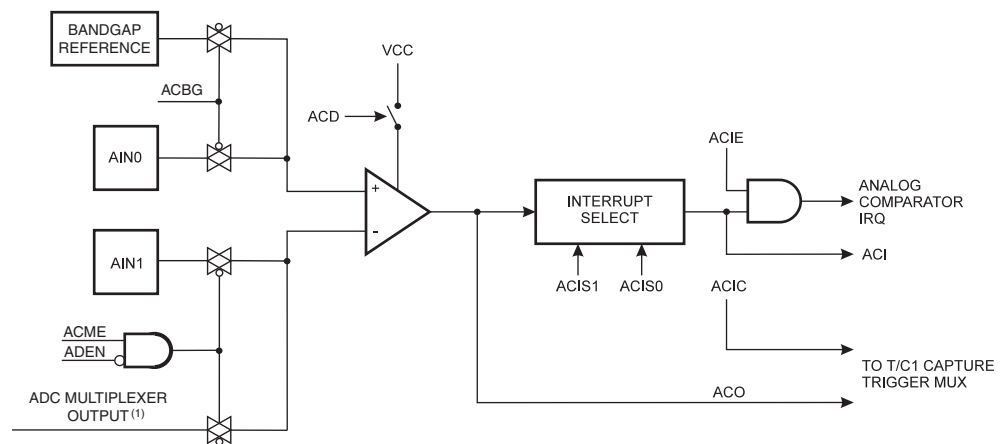 BANDGAP
REFERENCE
VCC
ACBG
ACD
ACIE
AIN0
+
-
INTERRUPT
SELECT
ANALOG
COMPARATOR
IRQ
AIN1
ACI
ACIS1 ACIS0 ACIC
ACME
ADEN
TO T/C1 CAPTURE
TRIGGER MUX
ADC MULTIPLEXER
OUTPUT (1)
ACO